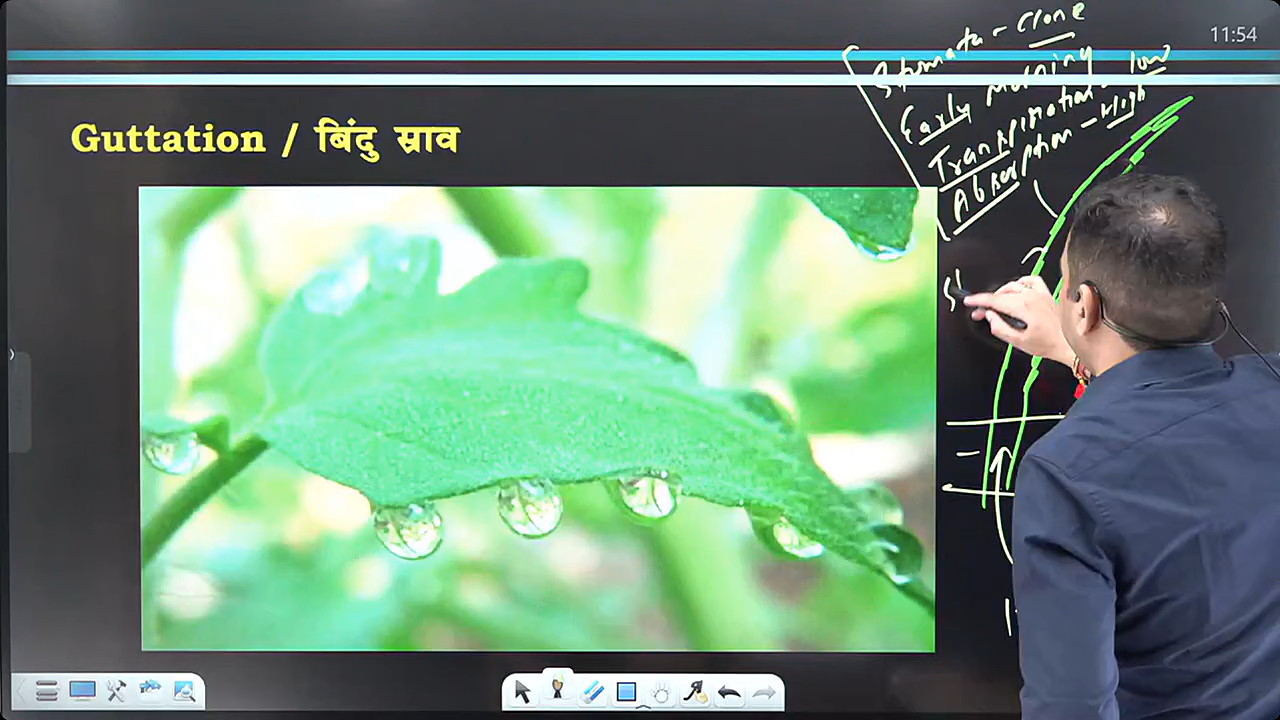 11:54
Stomata - Close
Early Morning
Transpiration - low
Absorption - High
Guttation / बिंदु स्राव